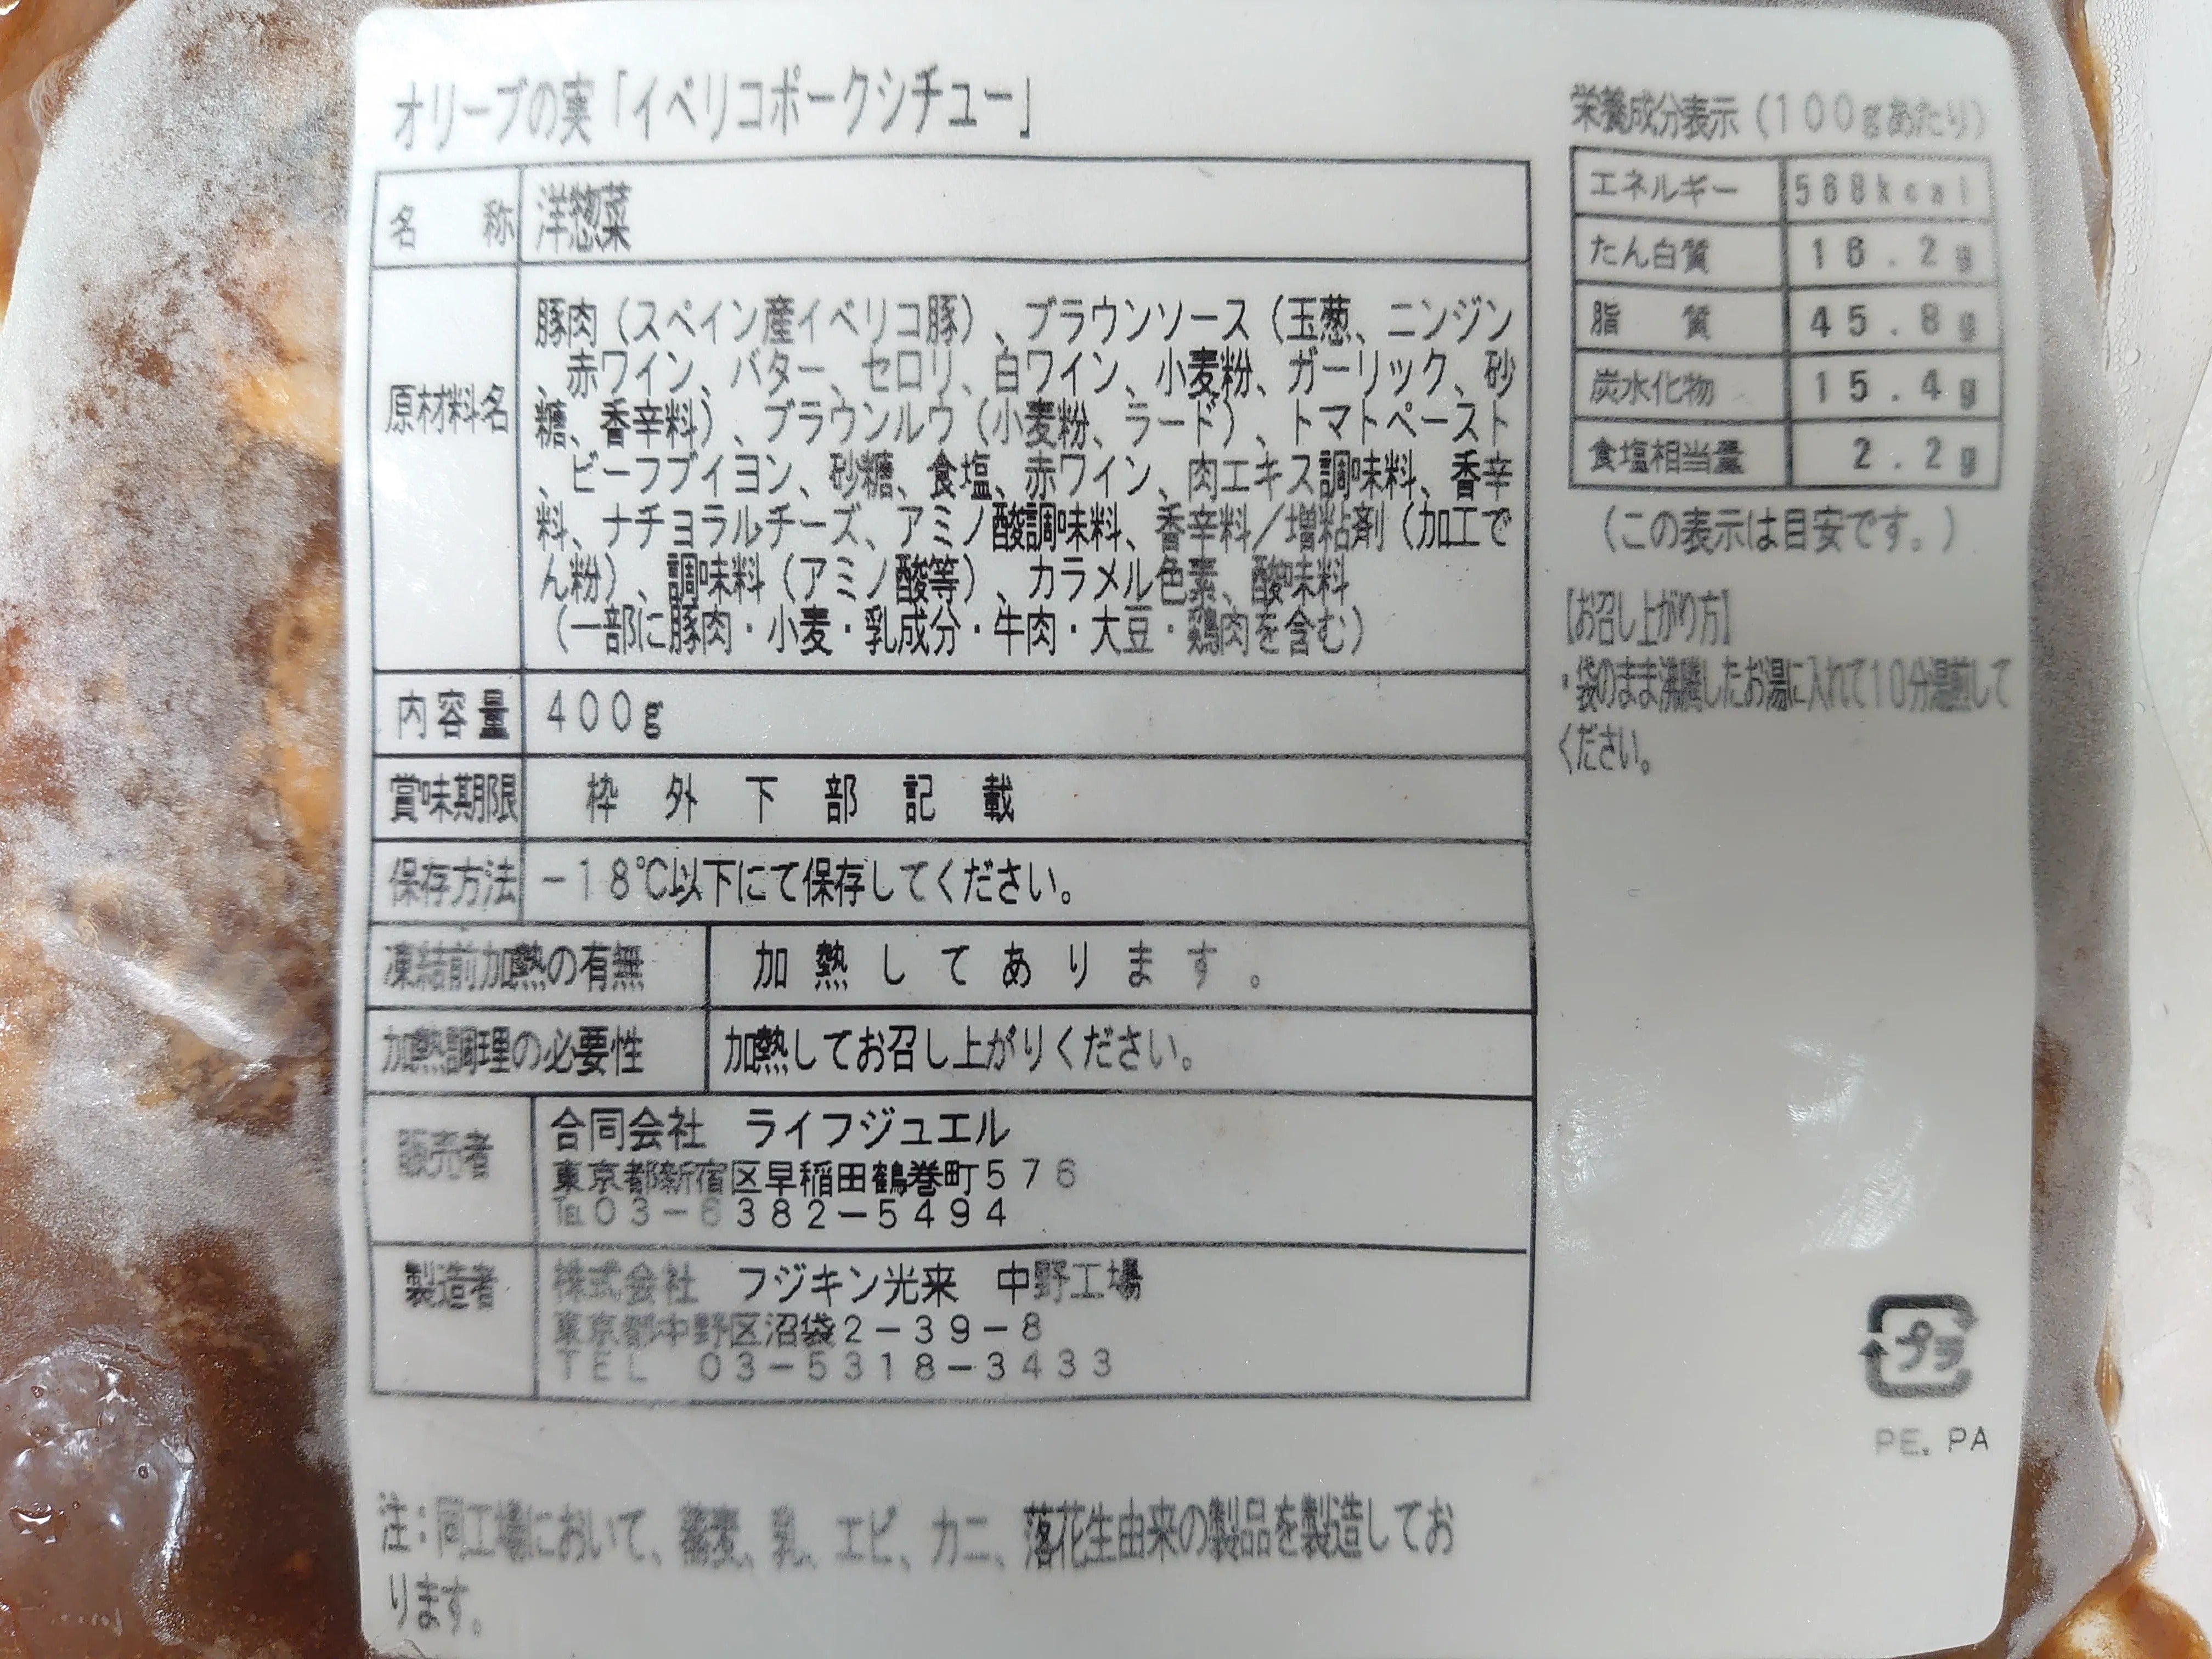 オリーブの実「イベリコポークシチュー」
名　称　洋惣菜
原材料名　豚肉（スペイン産イベリコ豚）、ブラウンソース（玉葱、ニンジン
、赤ワイン、バター、セロリ、白ワイン、小麦粉、ガーリック、砂
糖、香辛料）、ブラウンルウ（小麦粉、ラード）、トマトペースト
、ビーフブイヨン、砂糖、食塩、赤ワイン、肉エキス調味料、香辛
料、ナチョラルチーズ、アミノ酸調味料、香辛料／増粘剤（加工で
ん粉）、調味料（アミノ酸等）、カラメル色素、酸味料
（一部に豚肉・小麦・乳成分・牛肉・大豆・鶏肉を含む）
内容量　４００ｇ
賞味期限　枠外下部記載
保存方法　－１８℃以下にて保存してください。
凍結前加熱の有無　加熱してあります。
加熱調理の必要性　加熱してお召し上がりください。
販売者　合同会社　ライフジュエル
東京都新宿区早稲田鶴巻町５７６
℡０３－６３８２－５４９４
製造者　株式会社　フジキン光来　中野工場
東京都中野区沼袋２－３９－８
ＴＥＬ　０３－５３１８－３４３３
注：同工場において、蕎麦、乳、エビ、カニ、落花生由来の製品を製造してお
ります。
栄養成分表示（１００ｇあたり）
エネルギー　568kcal
たん白質　１６．２ｇ
脂　質　４５．８ｇ
炭水化物　１５．４ｇ
食塩相当量　２．２ｇ
（この表示は目安です。）
【お召し上がり方】
・袋のまま沸騰したお湯に入れて１０分湯煎して
ください。
プラ
PE、PA